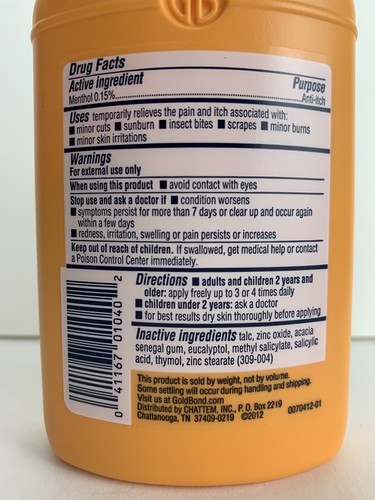 Drug Facts
Active ingredient Purpose
Menthol 0.15%..........................................................Anti-itch
Uses temporarily relieves the pain and itch associated with:
■ minor cuts ■ sunburn ■ insect bites ■ scrapes ■ minor burns
■ minor skin irritations
Warnings
For external use only
When using this product ■ avoid contact with eyes
Stop use and ask a doctor if ■ condition worsens
■ symptoms persist for more than 7 days or clear up and occur again
within a few days
■ redness, irritation, swelling or pain persists or increases
Keep out of reach of children. If swallowed, get medical help or contact
a Poison Control Center immediately.
Directions ■ adults and children 2 years and
older: apply freely up to 3 or 4 times daily
■ children under 2 years: ask a doctor
■ for best results dry skin thoroughly before applying
Inactive ingredients talc, zinc oxide, acacia
senegal gum, eucalyptol, methyl salicylate, salicylic
acid, thymol, zinc stearate (309-004)
0 41167 01040 2
This product is sold by weight, not by volume.
Some settling will occur during handling and shipping.
Visit us at GoldBond.com
Distributed by CHATTEM, INC., P. O. Box 2219
Chattanooga, TN 37409-0219 ©2012 0070412-01